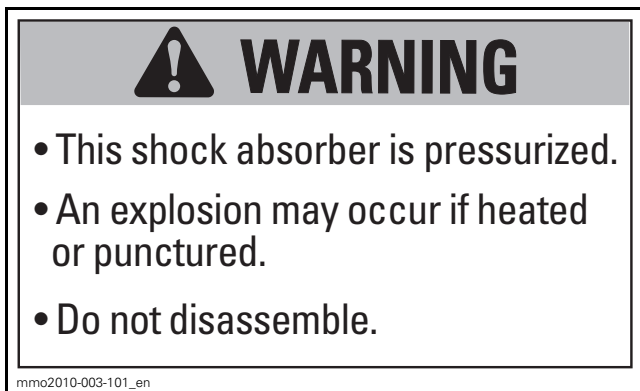 WARNING
• This shock absorber is pressurized.
• An explosion may occur if heated
or punctured.
• Do not disassemble.
mmo2010-003-101_en